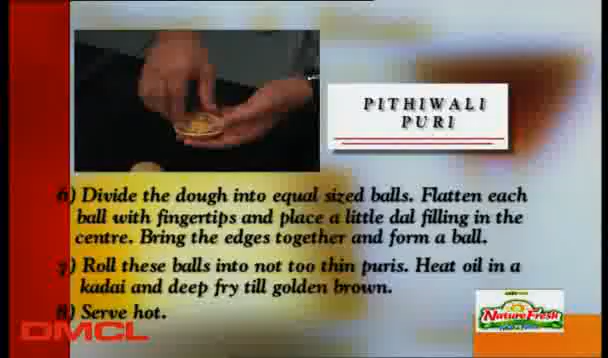 PITHIWALI
PURI
6) Divide the dough into equal sized balls. Flatten each
ball with fingertips and place a little dal filling in the
centre. Bring the edges together and form a ball.
7) Roll these balls into not too thin puris. Heat oil in a
kadai and deep fry till golden brown.
8) Serve hot.
DMCL
Nature Fresh